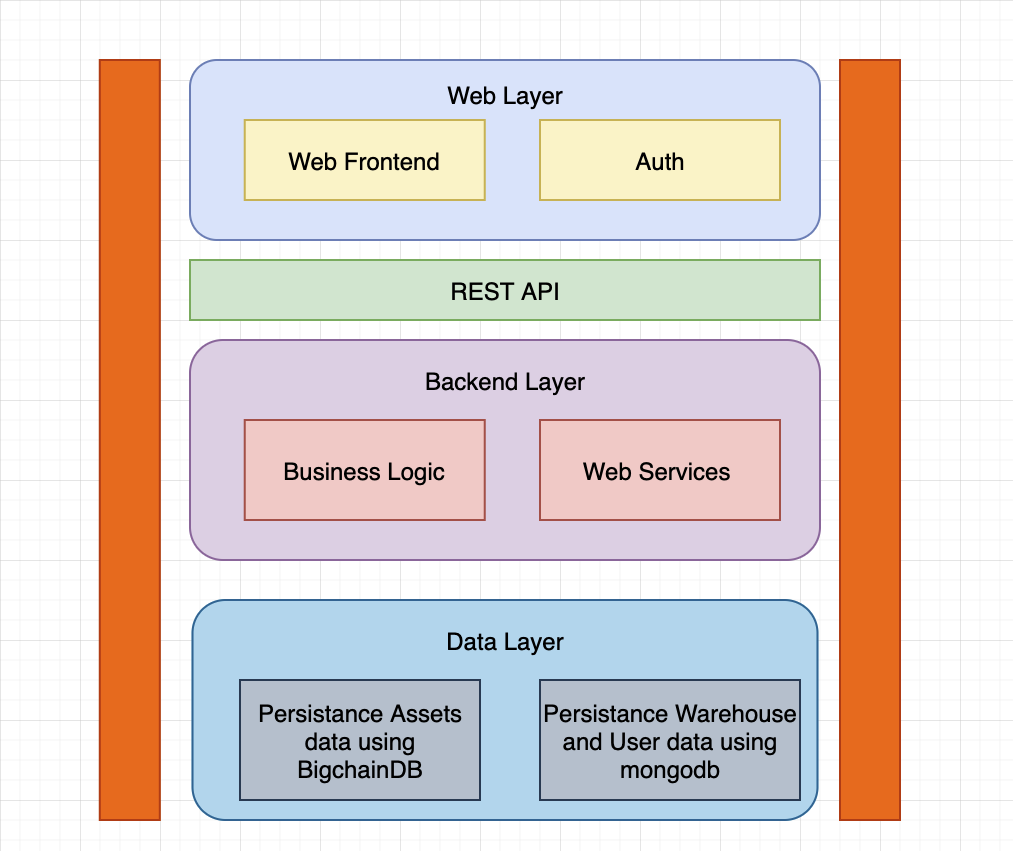 Web Layer
Web Frontend
Auth
REST API
Backend Layer
Business Logic
Web Services
Data Layer
Persistance Assets
data using
BigchainDB
Persistance Warehouse
and User data using
mongodb